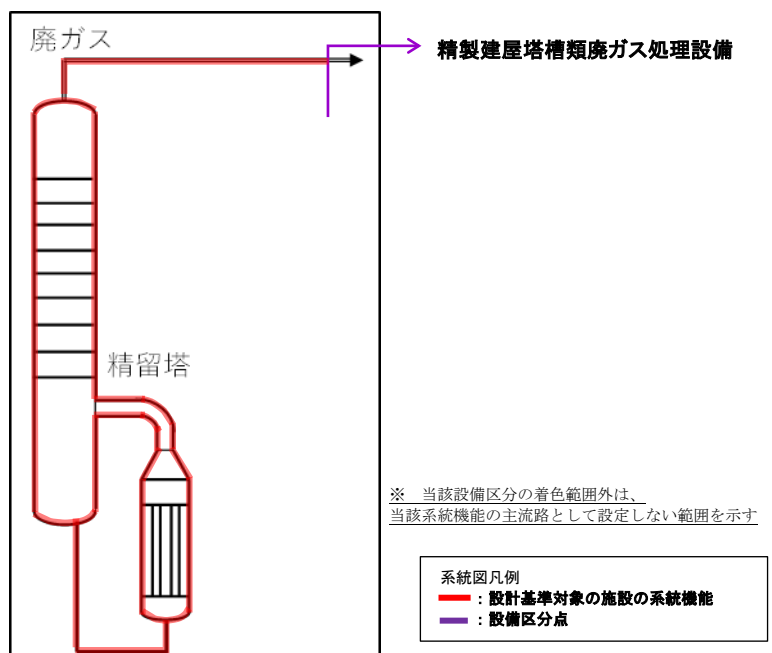 廃ガス
精製建屋塔槽類廃ガス処理設備
精留塔
※　当該設備区分の着色範囲外は、
当該系統機能の主流路として設定しない範囲を示す
系統図凡例
：設計基準対象の施設の系統機能
：設備区分点